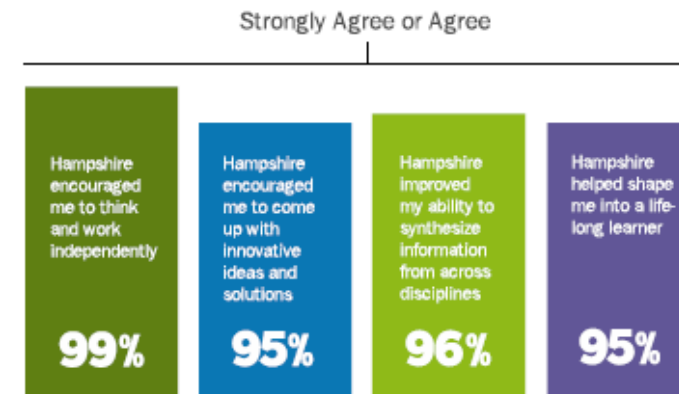 Strongly Agree or Agree
Hampshire
encouraged
me to think
and work
independently
99%
Hampshire
encouraged
me to come
up with
innovative
ideas and
solutions
95%
Hampshire
improved
my ability to
synthesize
information
from across
disciplines
96%
Hampshire
helped shape
me into a life-
long learner
95%